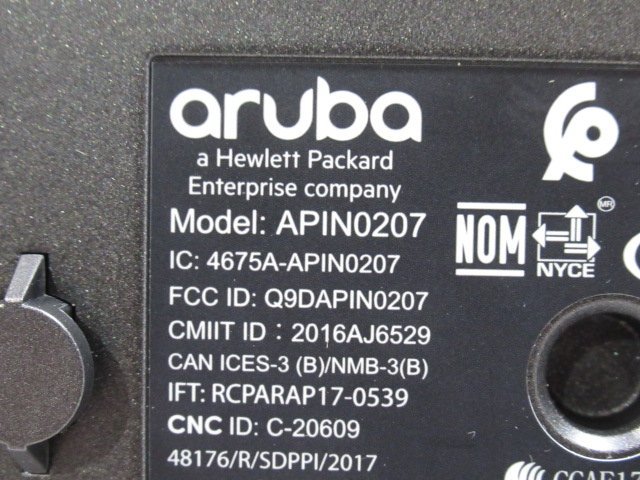 aruba
a Hewlett Packard
Enterprise company
Model: APIN0207
IC: 4675A-APIN0207
FCC ID: Q9DAPIN0207
CMIIT ID：2016AJ6529
CAN ICES-3 (B)/NMB-3(B)
IFT: RCPARAP17-0539
CNC ID: C-20609
48176/R/SDPPI/2017
NOM
MR
NYCE